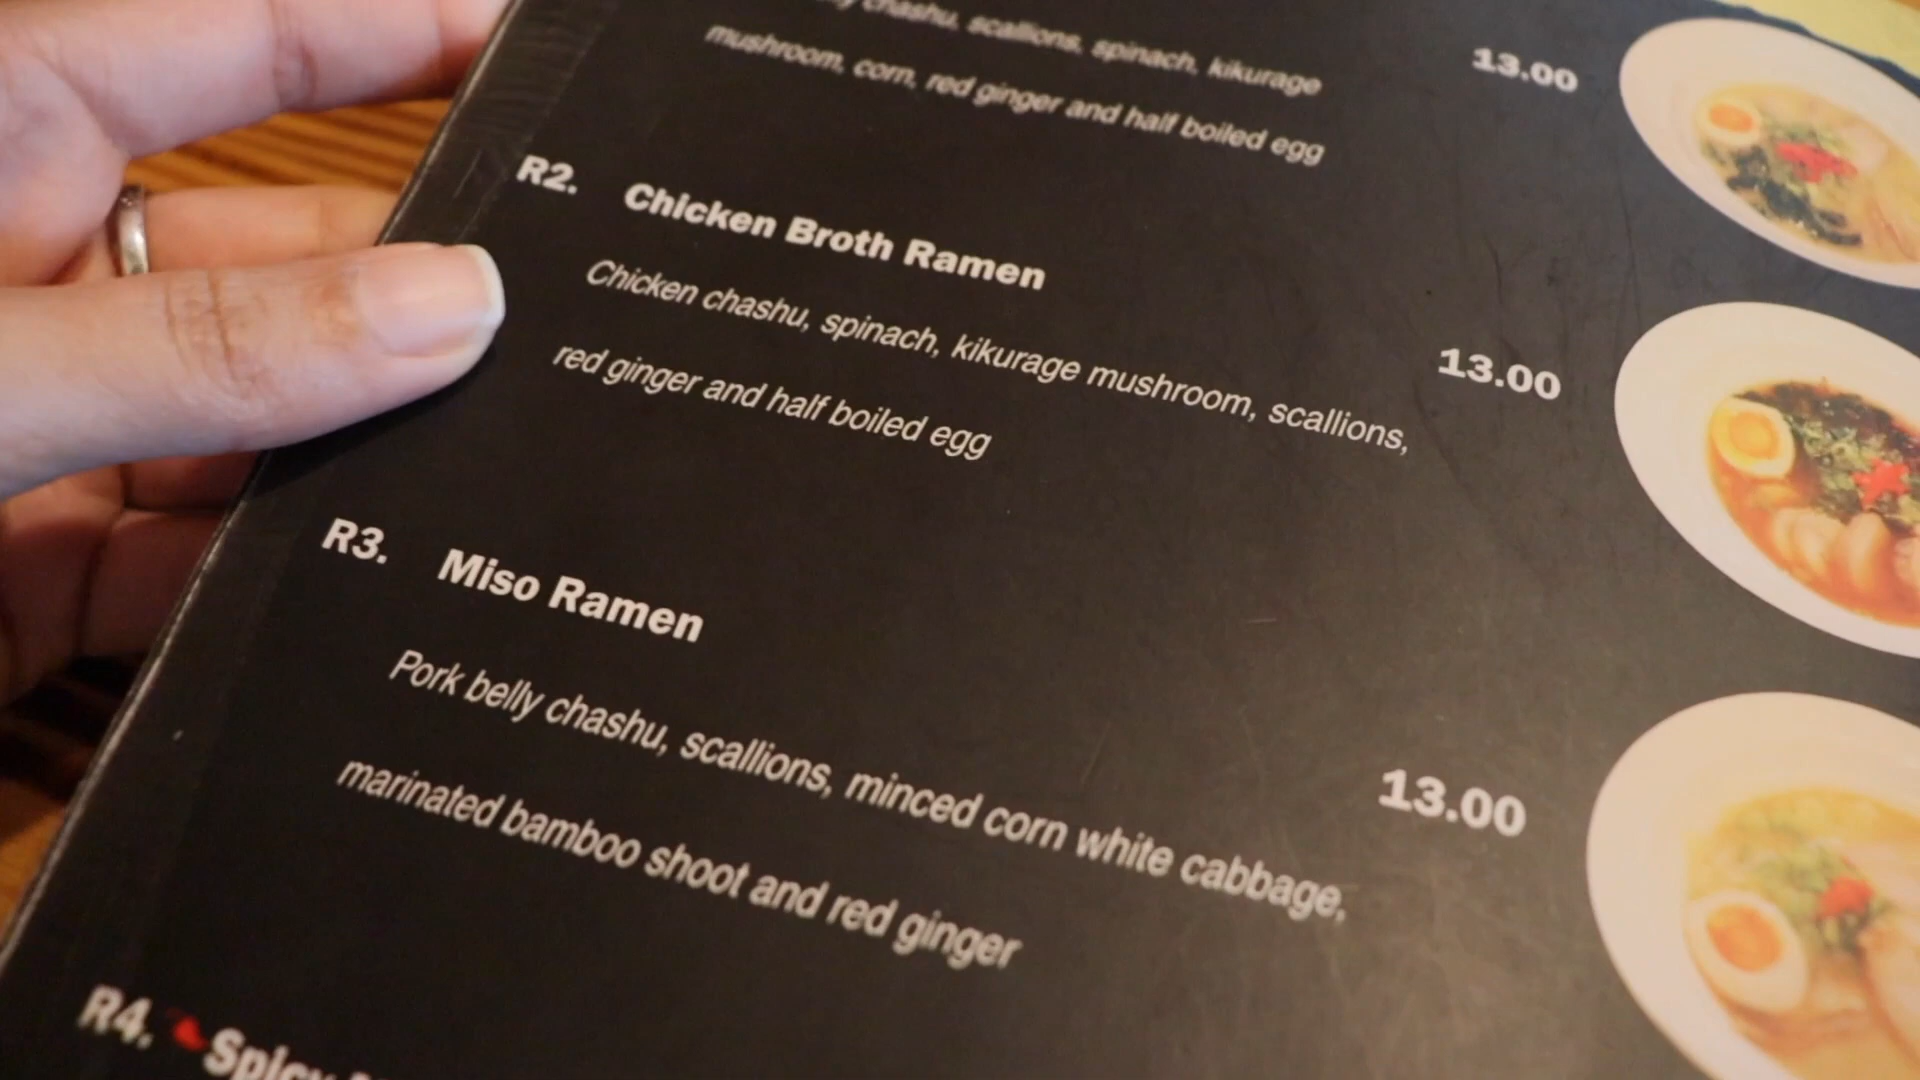 chashu, scallions, spinach, kikurage
mushroom, corn, red ginger and half boiled egg
13.00
R2. Chicken Broth Ramen
Chicken chashu, spinach, kikurage mushroom, scallions,
red ginger and half boiled egg
13.00
R3. Miso Ramen
Pork belly chashu, scallions, minced corn white cabbage,
marinated bamboo shoot and red ginger
13.00
R4. Spicy